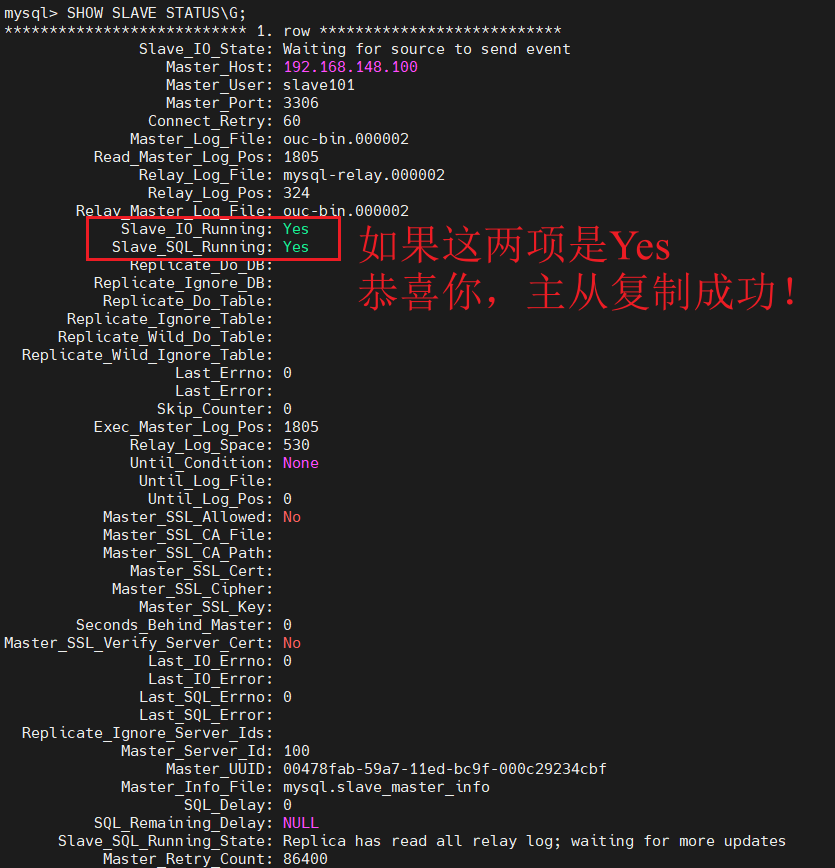 mysql> SHOW SLAVE STATUS\G;
*************************** 1. row ***************************
Slave_IO_State: Waiting for source to send event
Master_Host: 192.168.148.100
Master_User: slave101
Master_Port: 3306
Connect_Retry: 60
Master_Log_File: ouc-bin.000002
Read_Master_Log_Pos: 1805
Relay_Log_File: mysql-relay.000002
Relay_Log_Pos: 324
Relay_Master_Log_File: ouc-bin.000002
Slave_IO_Running: Yes
Slave_SQL_Running: Yes
如果这两项是Yes
恭喜你，主从复制成功！
Replicate_Do_DB:
Replicate_Ignore_DB:
Replicate_Do_Table:
Replicate_Ignore_Table:
Replicate_Wild_Do_Table:
Replicate_Wild_Ignore_Table:
Last_Errno: 0
Last_Error:
Skip_Counter: 0
Exec_Master_Log_Pos: 1805
Relay_Log_Space: 530
Until_Condition: None
Until_Log_File:
Until_Log_Pos: 0
Master_SSL_Allowed: No
Master_SSL_CA_File:
Master_SSL_CA_Path:
Master_SSL_Cert:
Master_SSL_Cipher:
Master_SSL_Key:
Seconds_Behind_Master: 0
Master_SSL_Verify_Server_Cert: No
Last_IO_Errno: 0
Last_IO_Error:
Last_SQL_Errno: 0
Last_SQL_Error:
Replicate_Ignore_Server_Ids:
Master_Server_Id: 100
Master_UUID: 00478fab-59a7-11ed-bc9f-000c29234cbf
Master_Info_File: mysql.slave_master_info
SQL_Delay: 0
SQL_Remaining_Delay: NULL
Slave_SQL_Running_State: Replica has read all relay log; waiting for more updates
Master_Retry_Count: 86400